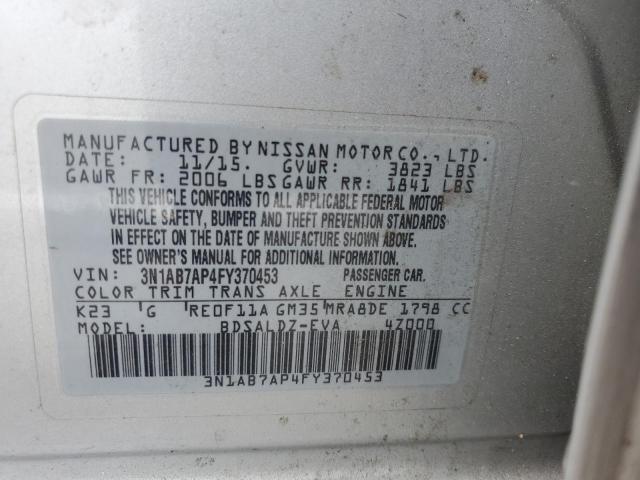 MANUFACTURED BY NISSAN MOTOR CO., LTD.
DATE: 11/15. GVWR: 3823 LBS
GAWR FR: 2006 LBS GAWR RR: 1841 LBS
THIS VEHICLE CONFORMS TO ALL APPLICABLE FEDERAL MOTOR
VEHICLE SAFETY, BUMPER AND THEFT PREVENTION STANDARDS
IN EFFECT ON THE DATE OF MANUFACTURE SHOWN ABOVE.
SEE OWNER'S MANUAL FOR ADDITIONAL INFORMATION.
VIN: 3N1AB7AP4FY370453 PASSENGER CAR.
COLOR TRIM TRANS AXLE ENGINE
K23 G RE0F11A GM35 MRA8DE 1798 CC
MODEL: BDSALDZ-EVA 4Z000
3N1AB7AP4FY370453